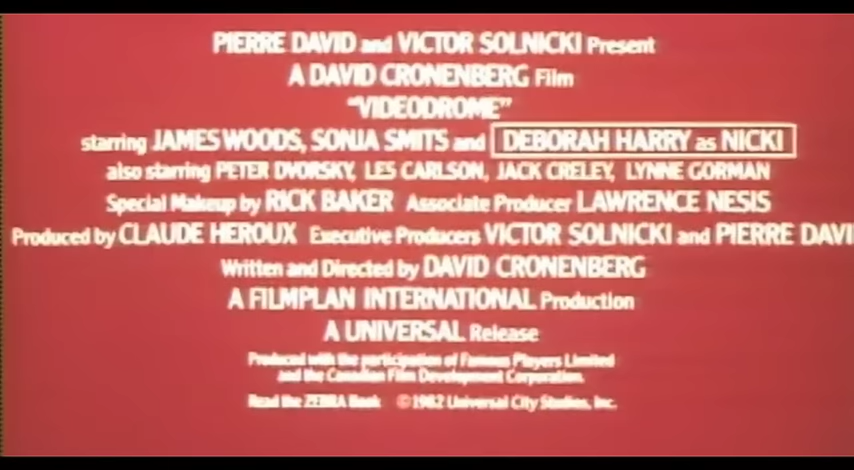 PIERRE DAVID and VICTOR SOLNICKI Present
A DAVID CRONENBERG Film
"VIDEODROME"
starring JAMES WOODS, SONJA SMITS and DEBORAH HARRY as NICKI
also starring PETER DVORSKY, LES CARLSON, JACK CRELEY, LYNNE GORMAN
Special Makeup by RICK BAKER Associate Producer LAWRENCE NESIS
Produced by CLAUDE HEROUX Executive Producers VICTOR SOLNICKI and PIERRE DAVI
Written and Directed by DAVID CRONENBERG
A FILMPLAN INTERNATIONAL Production
A UNIVERSAL Release
Produced with the participation of Famous Players Limited
and the Canadian Film Development Corporation.
Read the ZEBRA Book ©1982 Universal City Studios, Inc.